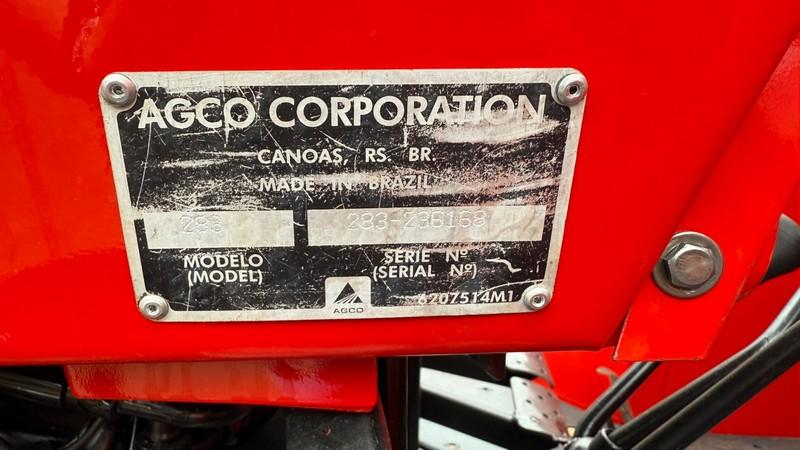 AGCO CORPORATION
CANOAS, RS. BR.
MADE IN BRAZIL
283 283-236168
MODELO SERIE Nº
(MODEL) (SERIAL Nº)
AGCO 6207514M1